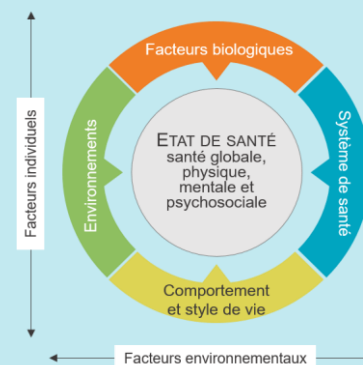 Facteurs biologiques
Facteurs individuels
Environnements
ETAT DE SANTÉ
santé globale,
physique,
mentale et
psychosociale
Système de santé
Comportement
et style de vie
Facteurs environnementaux